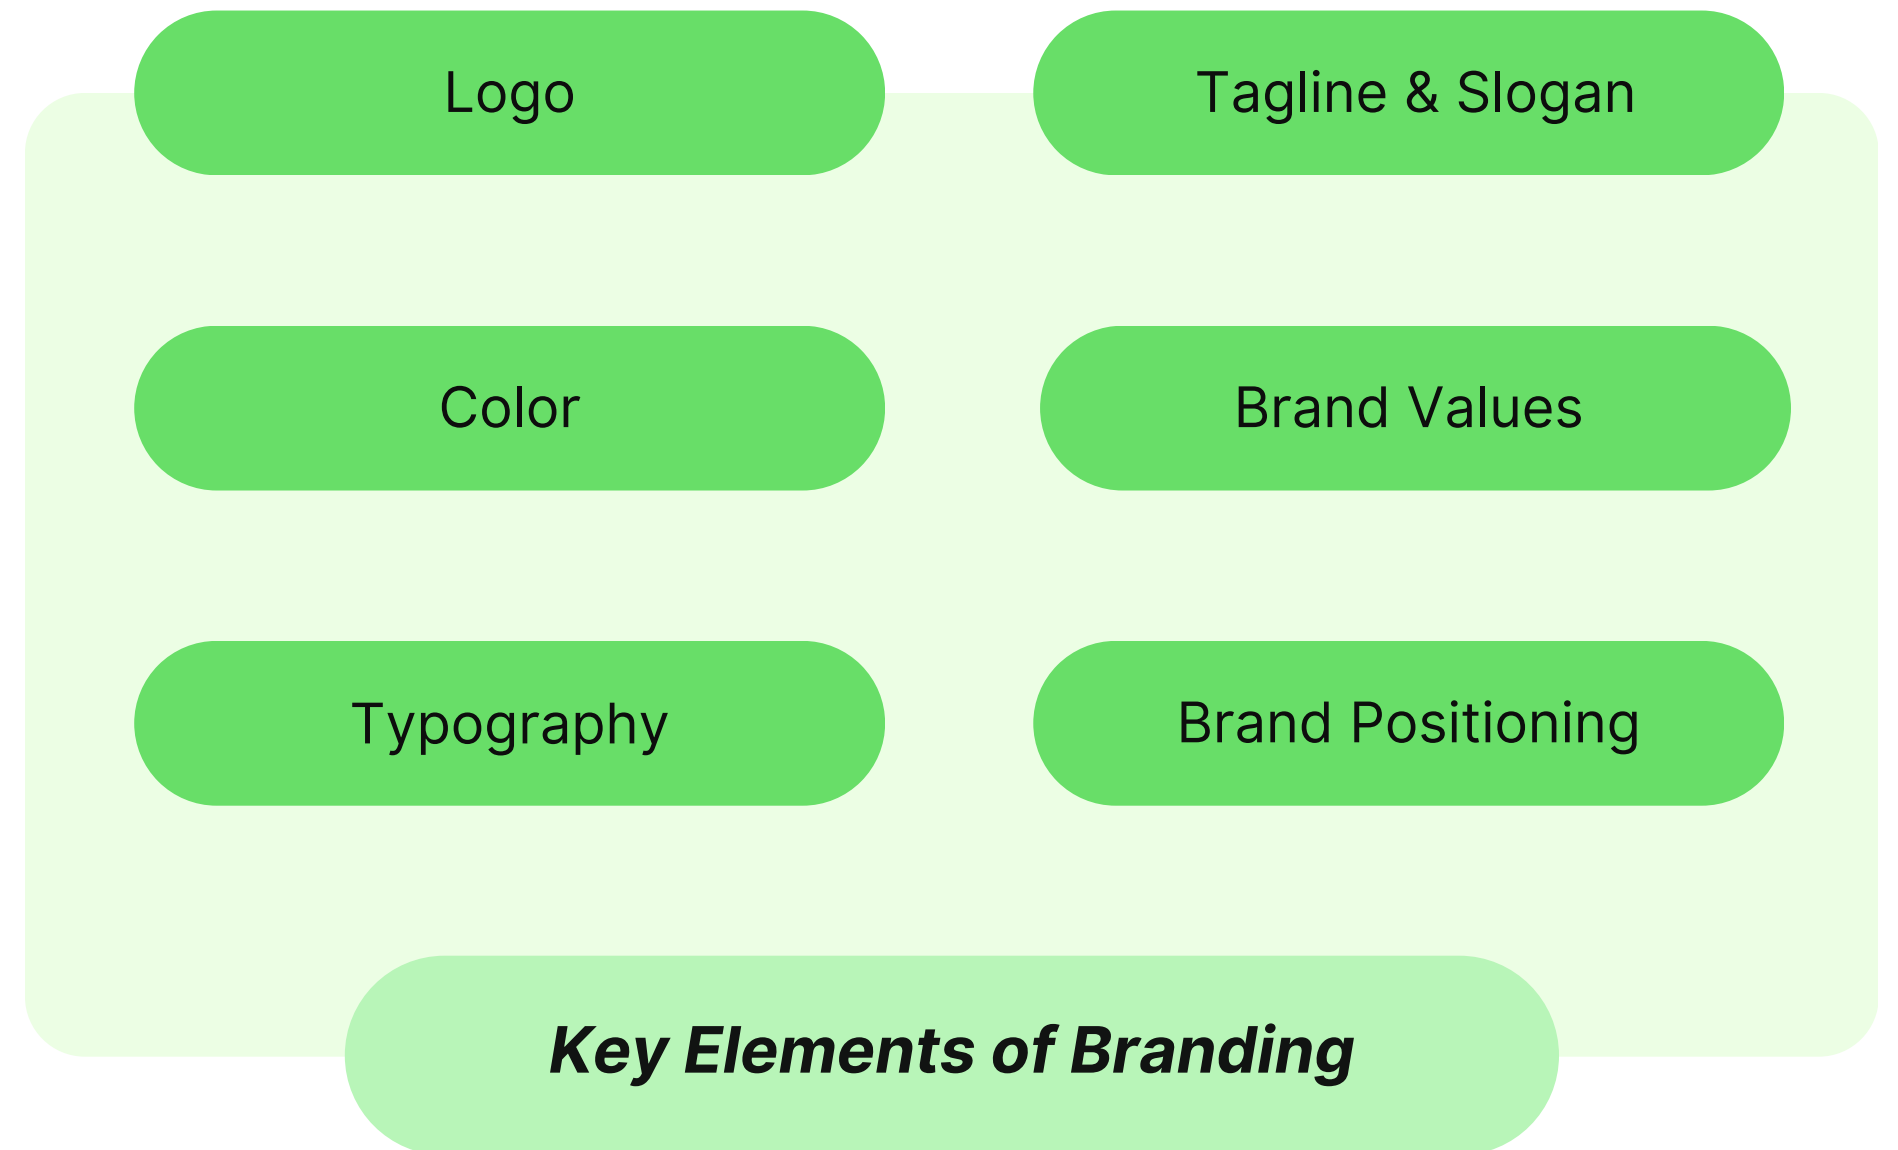 Logo
Tagline & Slogan
Color
Brand Values
Typography
Brand Positioning
Key Elements of Branding